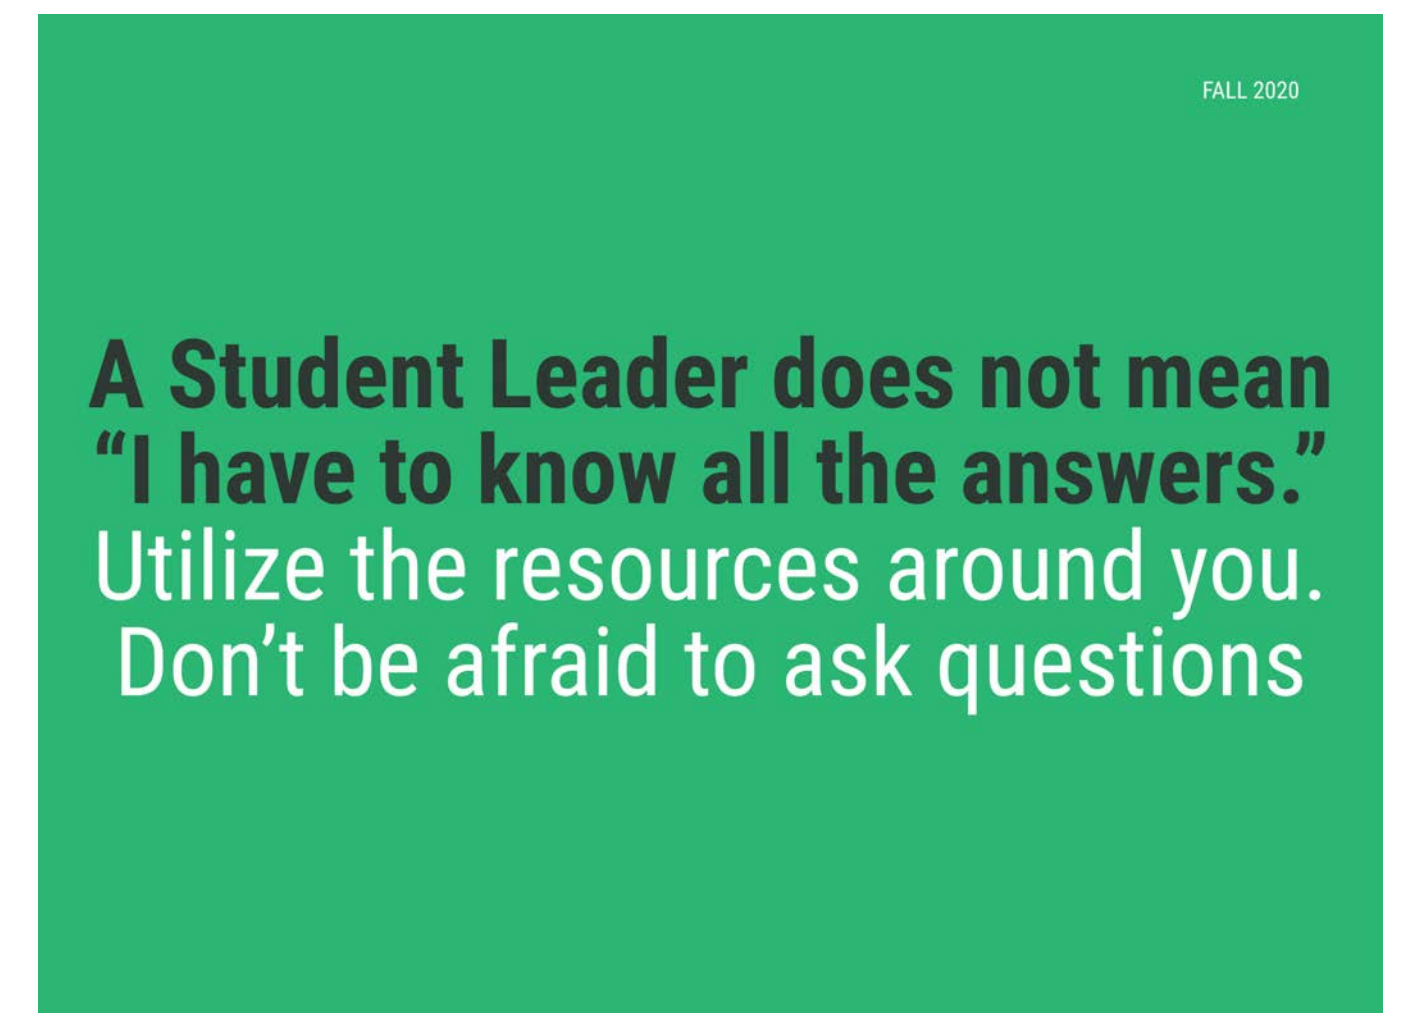 FALL 2020
A Student Leader does not mean
“I have to know all the answers.”
Utilize the resources around you.
Don’t be afraid to ask questions